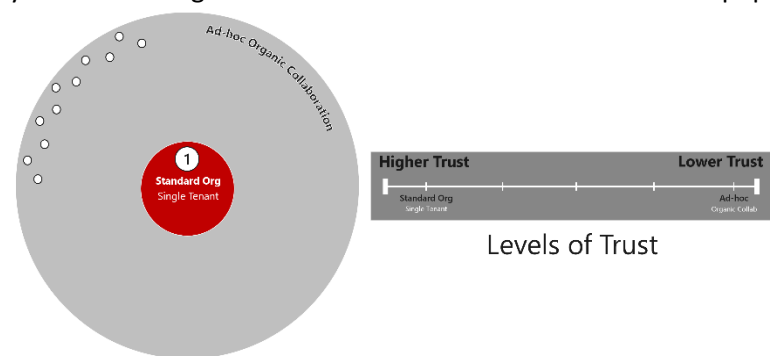 Ad-hoc Organic Collaboration
1
Standard Org
Single Tenant
Higher Trust
Lower Trust
Standard Org
Single Tenant
Ad-hoc
Organic Collab
Levels of Trust